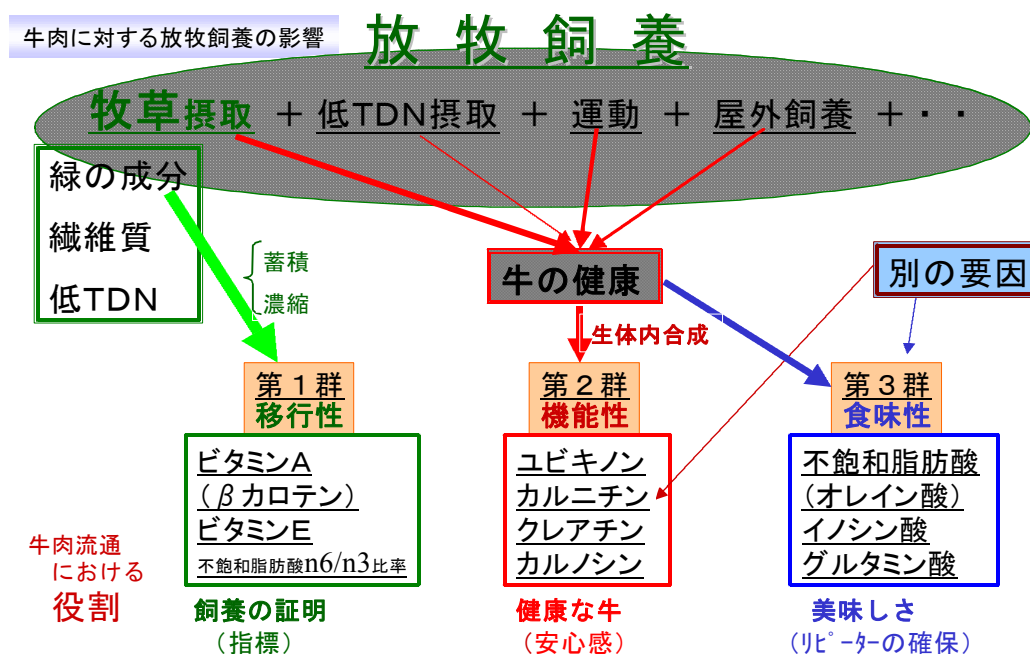 牛肉に対する放牧飼養の影響
放牧飼養
牧草摂取 + 低TDN摂取 + 運動 + 屋外飼養 +・・
緑の成分
繊維質
低TDN
蓄積
濃縮
牛の健康
別の要因
生体内合成
第1群
移行性
第2群
機能性
第3群
食味性
ビタミンA
(βカロテン)
ビタミンE
不飽和脂肪酸n6/n3比率
ユビキノン
カルニチン
クレアチン
カルノシン
不飽和脂肪酸
(オレイン酸)
イノシン酸
グルタミン酸
牛肉流通
における
役割
飼養の証明
(指標)
健康な牛
(安心感)
美味しさ
(ﾘﾋﾟｰﾀｰの確保)